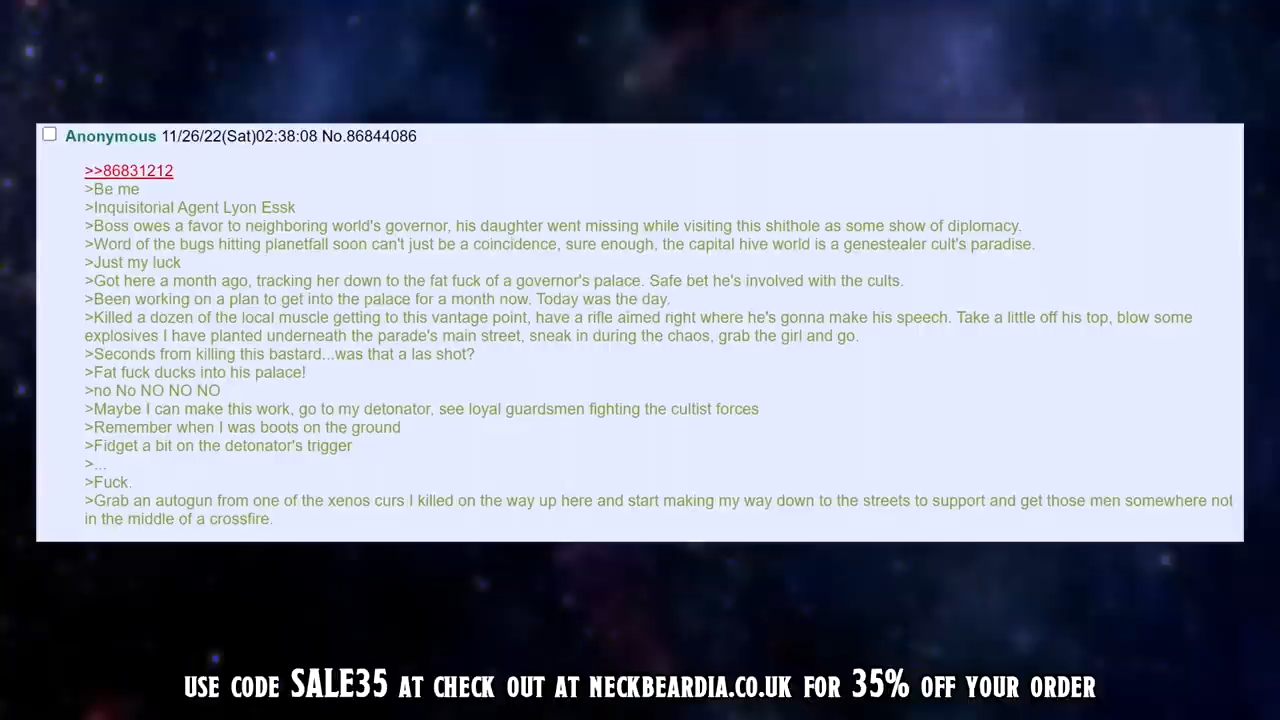 Anonymous 11/26/22(Sat)02:38:08 No.86844086
>>86831212
>Be me
>Inquisitorial Agent Lyon Essk
>Boss owes a favor to neighboring world's governor, his daughter went missing while visiting this shithole as some show of diplomacy.
>Word of the bugs hitting planetfall soon can't just be a coincidence, sure enough, the capital hive world is a genestealer cult's paradise.
>Just my luck
>Got here a month ago, tracking her down to the fat fuck of a governor's palace. Safe bet he's involved with the cults.
>Been working on a plan to get into the palace for a month now. Today was the day.
>Killed a dozen of the local muscle getting to this vantage point, have a rifle aimed right where he's gonna make his speech. Take a little off his top, blow some
explosives I have planted underneath the parade's main street, sneak in during the chaos, grab the girl and go.
>Seconds from killing this bastard...was that a las shot?
>Fat fuck ducks into his palace!
>no No NO NO NO
>Maybe I can make this work, go to my detonator, see loyal guardsmen fighting the cultist forces
>Remember when I was boots on the ground
>Fidget a bit on the detonator's trigger
>...
>Fuck.
>Grab an autogun from one of the xenos curs I killed on the way up here and start making my way down to the streets to support and get those men somewhere not
in the middle of a crossfire.
USE CODE SALE35 AT CHECK OUT AT NECKBEARDIA.CO.UK FOR 35% OFF YOUR ORDER